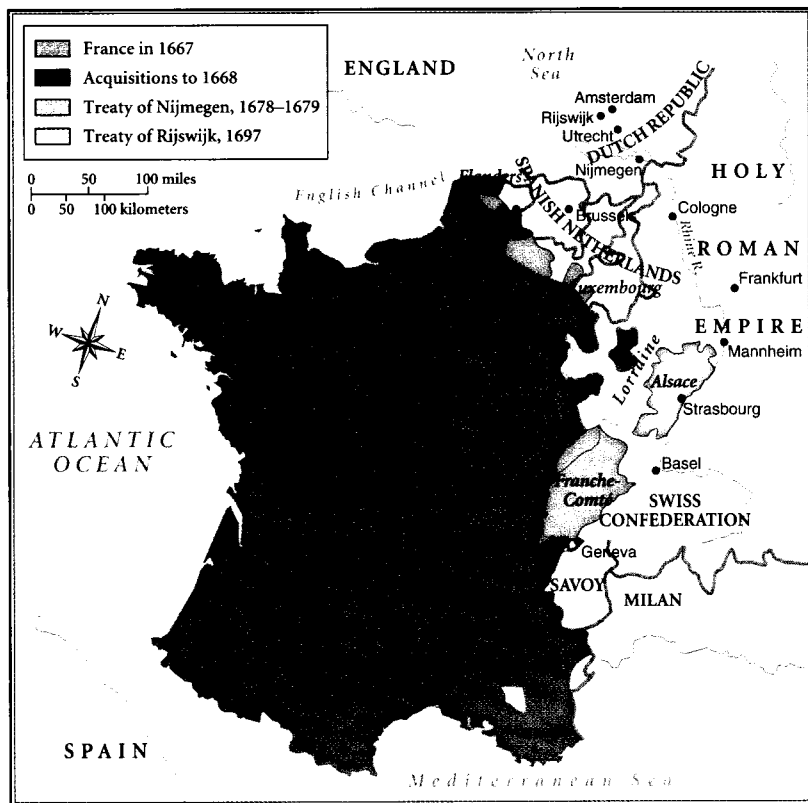 France in 1667
Acquisitions to 1668
Treaty of Nijmegen, 1678–1679
Treaty of Rijswijk, 1697
0 50 100 miles
0 50 100 kilometers
ENGLAND
North
Sea
Amsterdam
Rijswijk
Utrecht
DUTCH REPUBLIC
Nijmegen
HOLY
ROMAN
EMPIRE
English Channel
Flanders
SPANISH NETHERLANDS
Brussels
Cologne
Rhine R.
Luxembourg
Frankfurt
Mannheim
Lorraine
Alsace
Strasbourg
N
W
E
S
ATLANTIC
OCEAN
Basel
Franche-
Comté
SWISS
CONFEDERATION
Geneva
SAVOY
MILAN
SPAIN
Mediterranean Sea